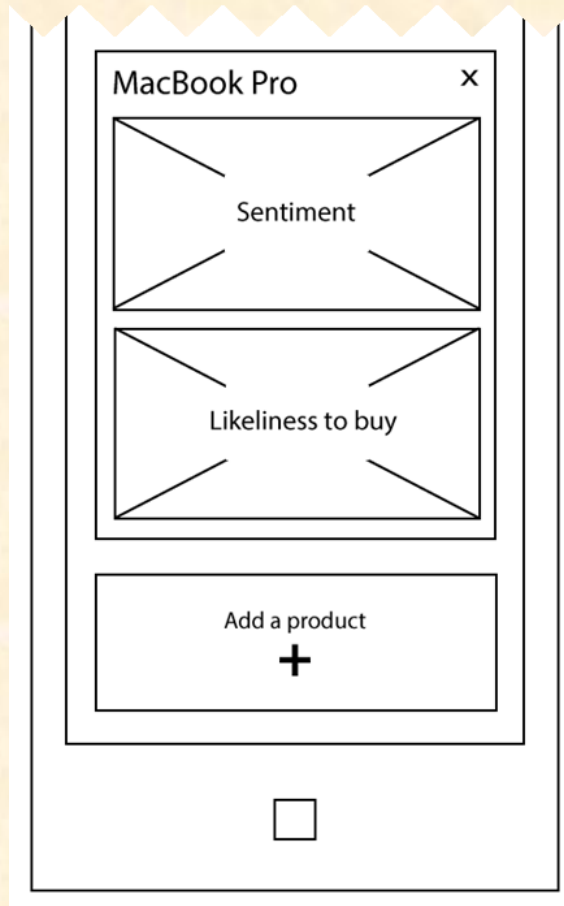 MacBook Pro x
Sentiment
Likeliness to buy
Add a product
+